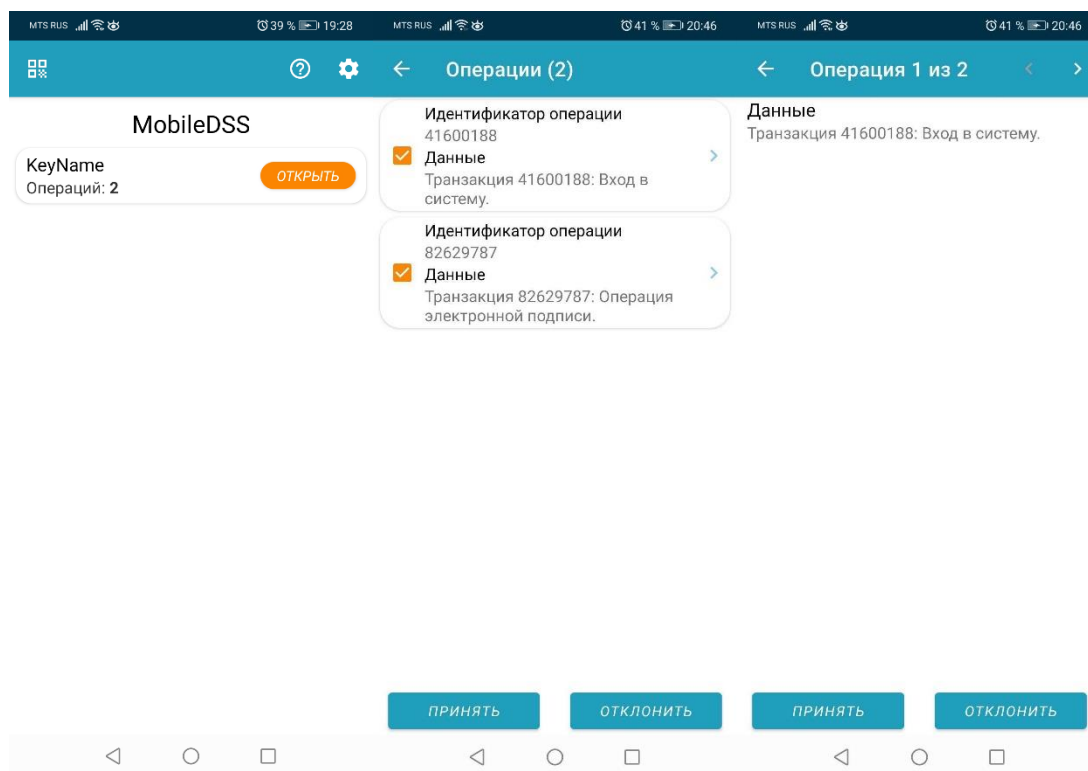 MTS RUS 39 % 19:28
MobileDSS
KeyName
Операций: 2
ОТКРЫТЬ
MTS RUS 41 % 20:46
Операции (2)
Идентификатор операции
41600188
Данные
Транзакция 41600188: Вход в
систему.
Идентификатор операции
82629787
Данные
Транзакция 82629787: Операция
электронной подписи.
ПРИНЯТЬ
ОТКЛОНИТЬ
MTS RUS 41 % 20:46
Операция 1 из 2
Данные
Транзакция 41600188: Вход в систему.
ПРИНЯТЬ
ОТКЛОНИТЬ